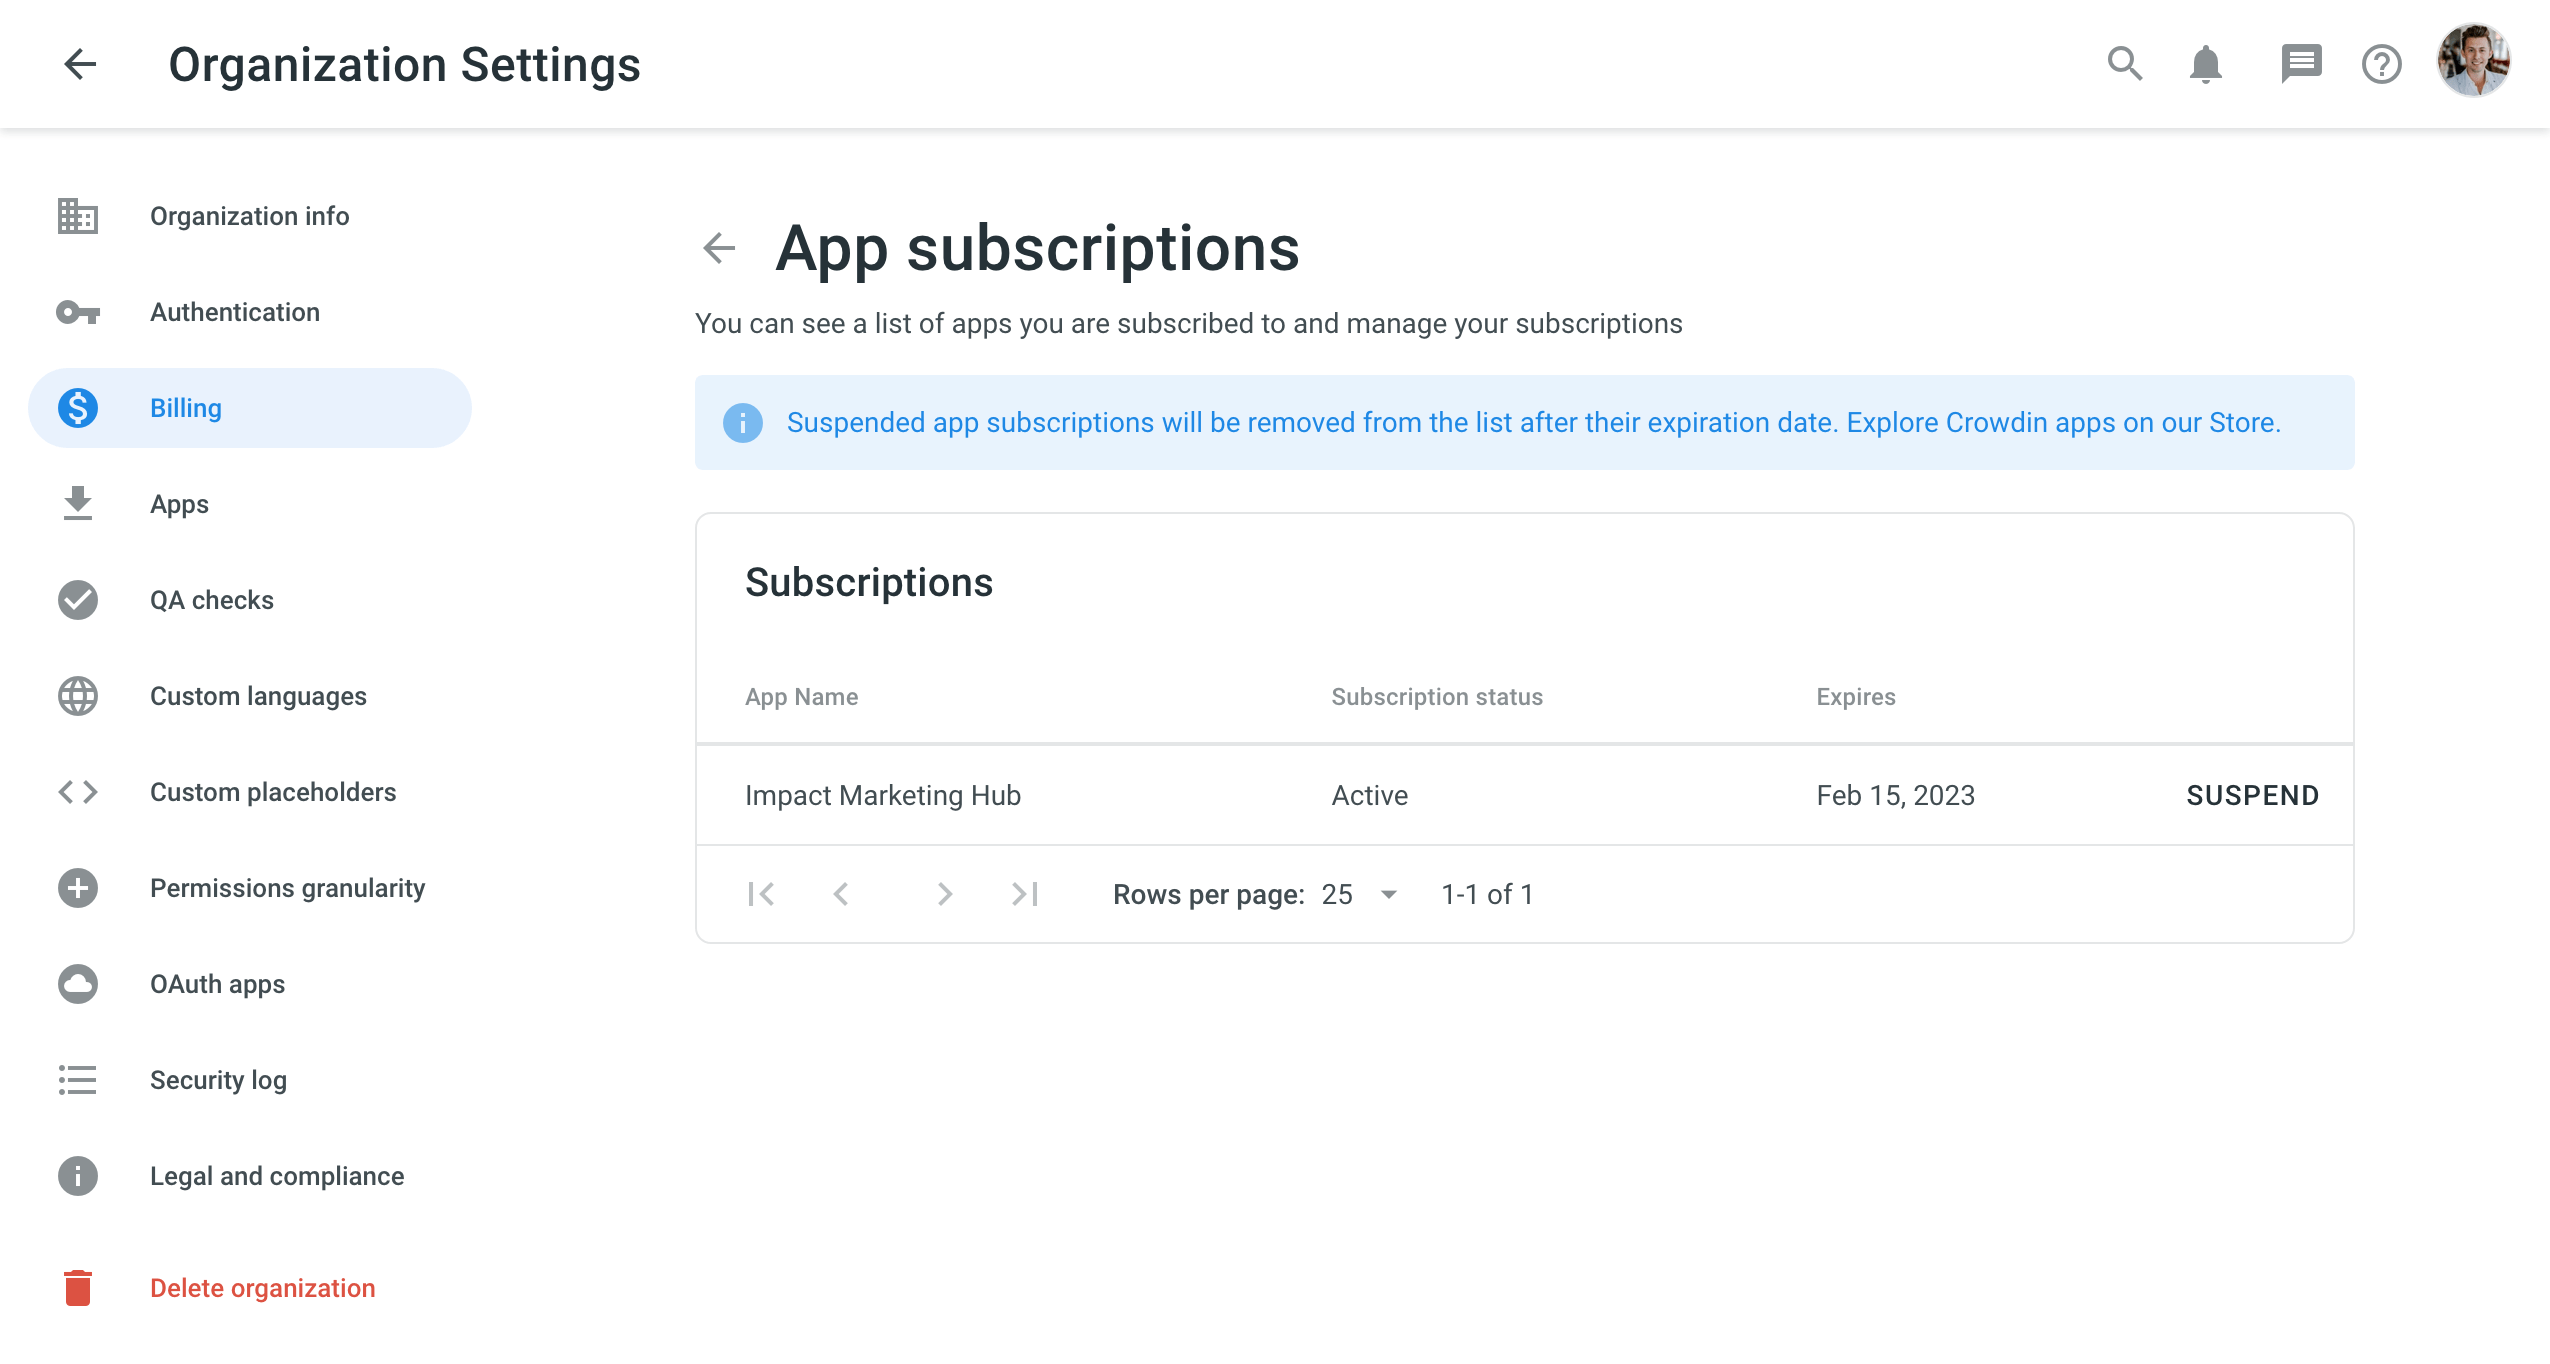 Organization Settings
Organization info
Authentication
Billing
Apps
QA checks
Custom languages
Custom placeholders
Permissions granularity
OAuth apps
Security log
Legal and compliance
Delete organization
App subscriptions
You can see a list of apps you are subscribed to and manage your subscriptions
Suspended app subscriptions will be removed from the list after their expiration date. Explore Crowdin apps on our Store.
Subscriptions
App Name Subscription status Expires
Impact Marketing Hub Active Feb 15, 2023 SUSPEND
Rows per page: 25 1-1 of 1